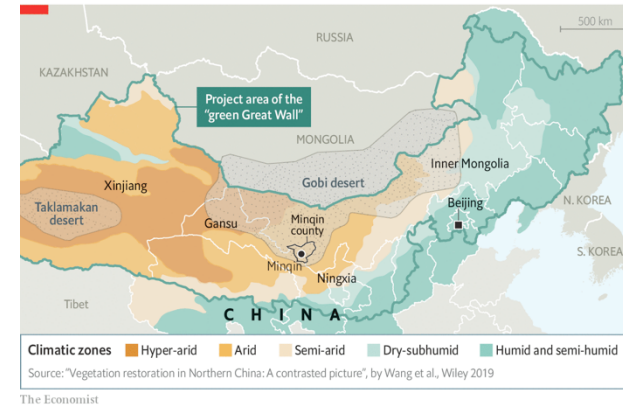 500 km
RUSSIA
KAZAKHSTAN
Project area of the
“green Great Wall”
MONGOLIA
Inner Mongolia
Gobi desert
Xinjiang
Beijing
Taklamakan
desert
N. KOREA
Gansu
Minqin
county
S. KOREA
Minqin
Ningxia
Tibet
CHINA
Climatic zones
Hyper-arid
Arid
Semi-arid
Dry-subhumid
Humid and semi-humid
Source: “Vegetation restoration in Northern China: A contrasted picture”, by Wang et al., Wiley 2019
The Economist